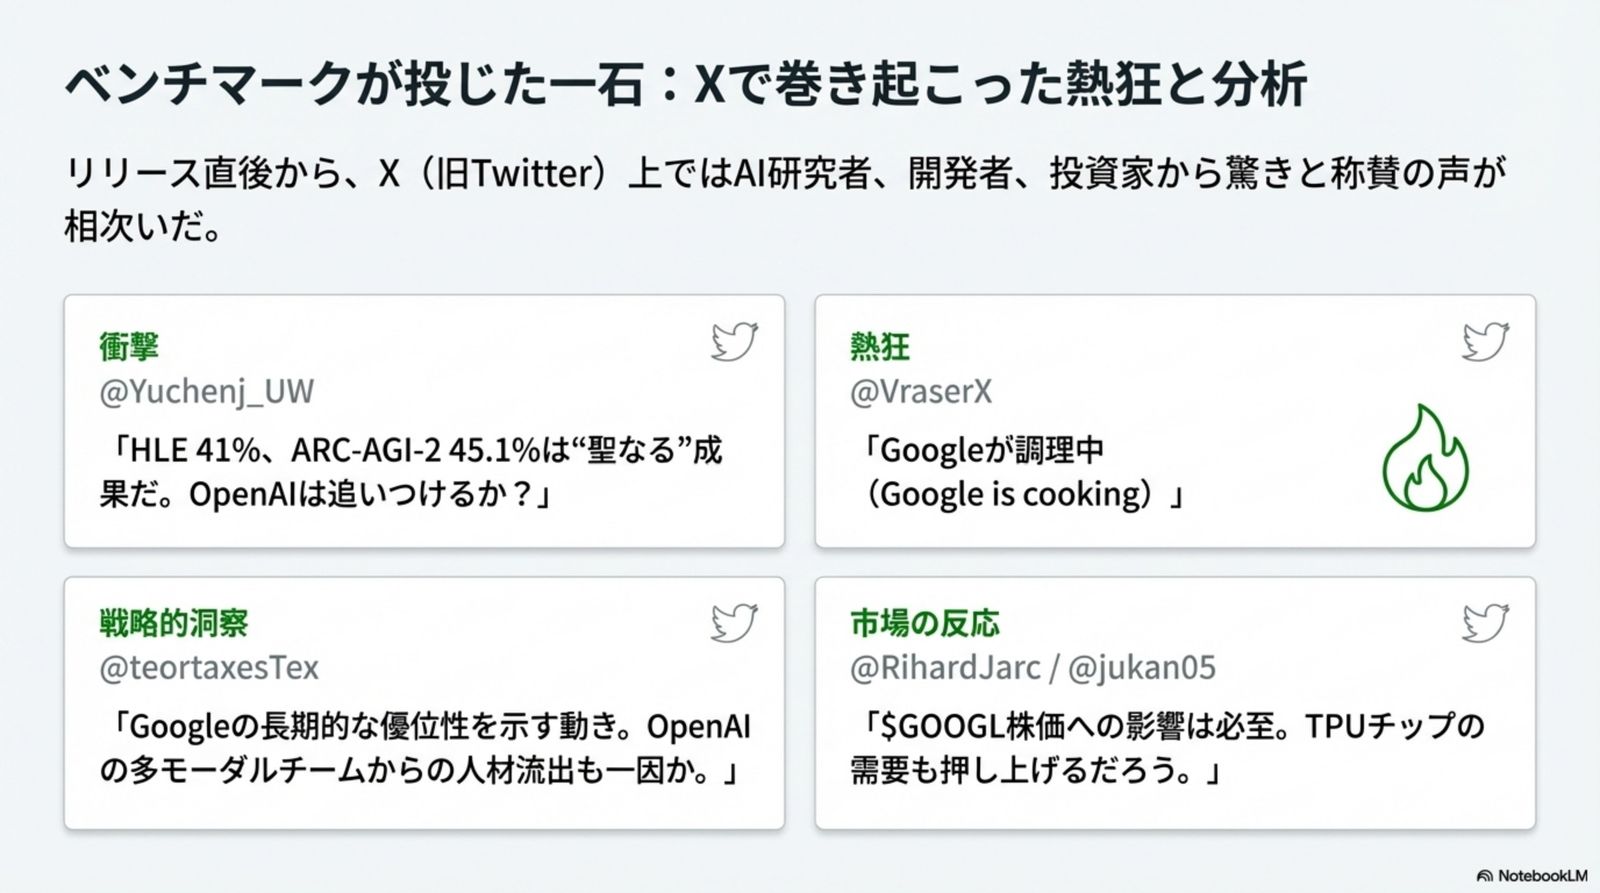 ベンチマークが投じた一石：Xで巻き起こった熱狂と分析
リリース直後から、X（旧Twitter）上ではAI研究者、開発者、投資家から驚きと称賛の声が
相次いだ。
衝撃
@Yuchenj_UW
「HLE 41%、ARC-AGI-2 45.1%は“聖なる”成
果だ。OpenAIは追いつけるか？」
熱狂
@VraserX
「Googleが調理中
（Google is cooking）」
戦略的洞察
@teortaxesTex
「Googleの長期的な優位性を示す動き。OpenAI
の多モーダルチームからの人材流出も一因か。」
市場の反応
@RihardJarc / @jukan05
「$GOOGL株価への影響は必至。TPUチップの
需要も押し上げるだろう。」
NotebookLM